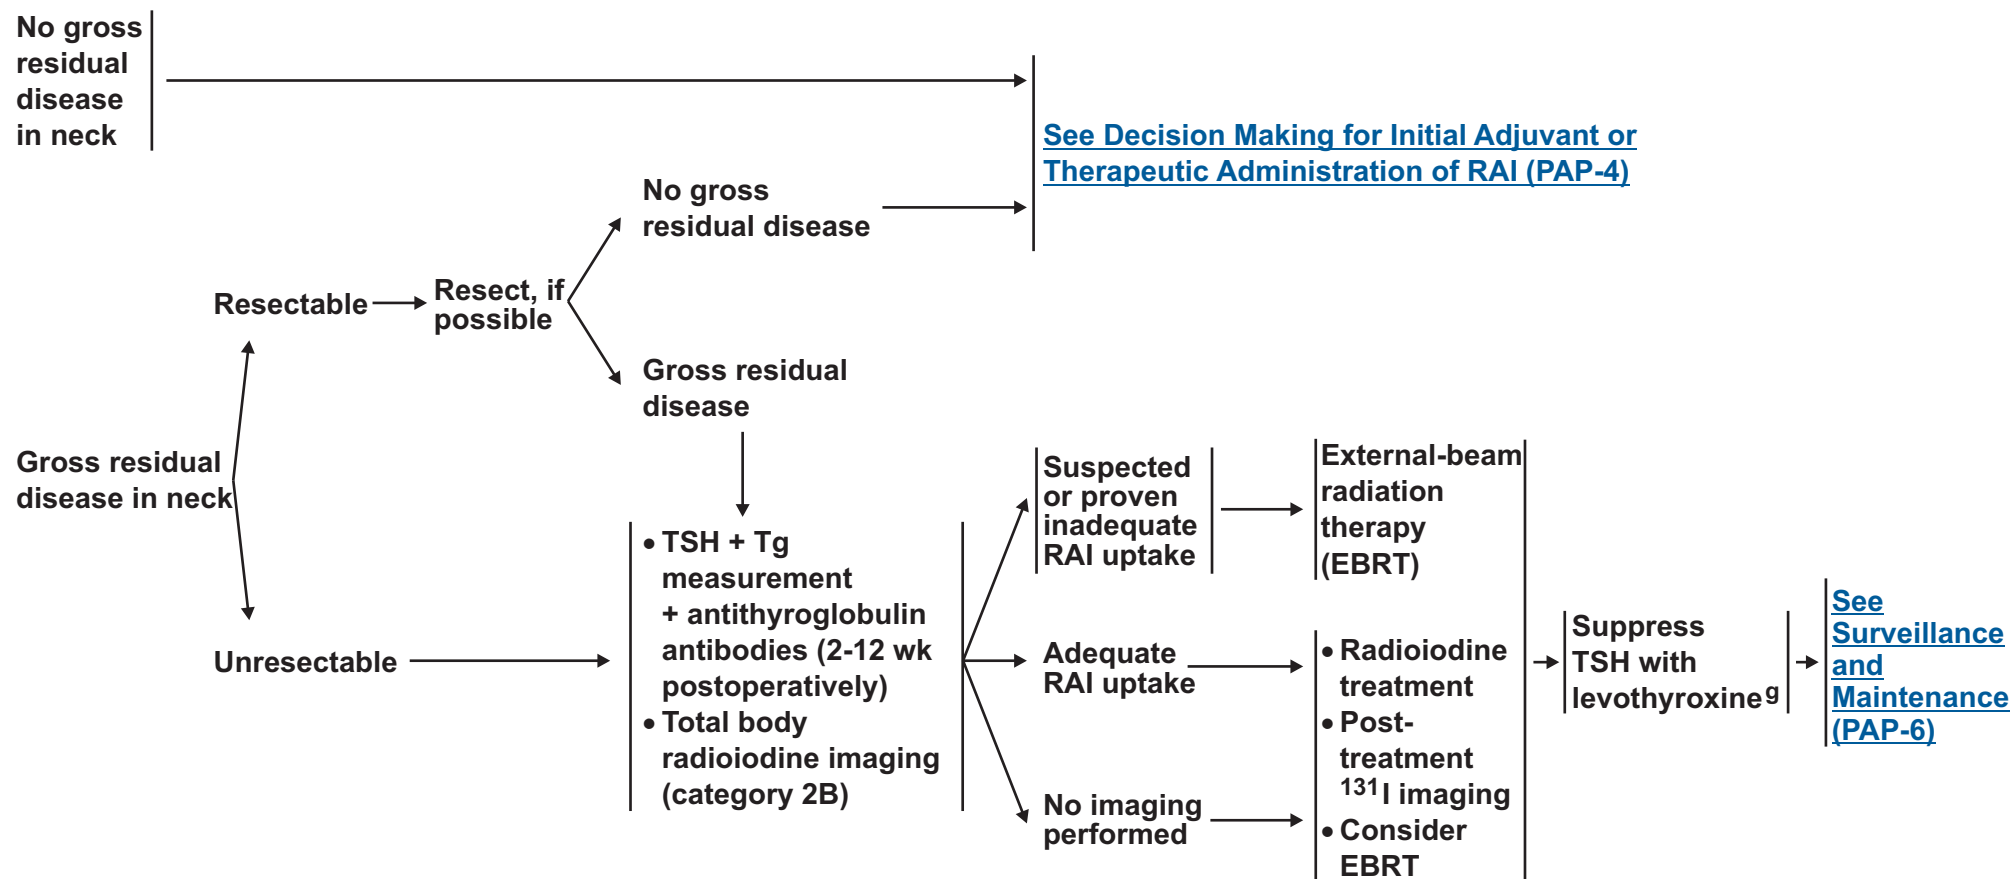 No gross
residual
disease
in neck
See Decision Making for Initial Adjuvant or
Therapeutic Administration of RAI (PAP-4)
No gross
residual disease
Resectable
Resect, if
possible
Gross residual
disease
Gross residual
disease in neck
Unresectable
• TSH + Tg
measurement
+ antithyroglobulin
antibodies (2-12 wk
postoperatively)
• Total body
radioiodine imaging
(category 2B)
Suspected
or proven
inadequate
RAI uptake
External-beam
radiation
therapy
(EBRT)
Adequate
RAI uptake
No imaging
performed
• Radioiodine
treatment
• Post-
treatment
131I imaging
• Consider
EBRT
Suppress
TSH with
levothyroxine g
See
Surveillance
and
Maintenance
(PAP-6)